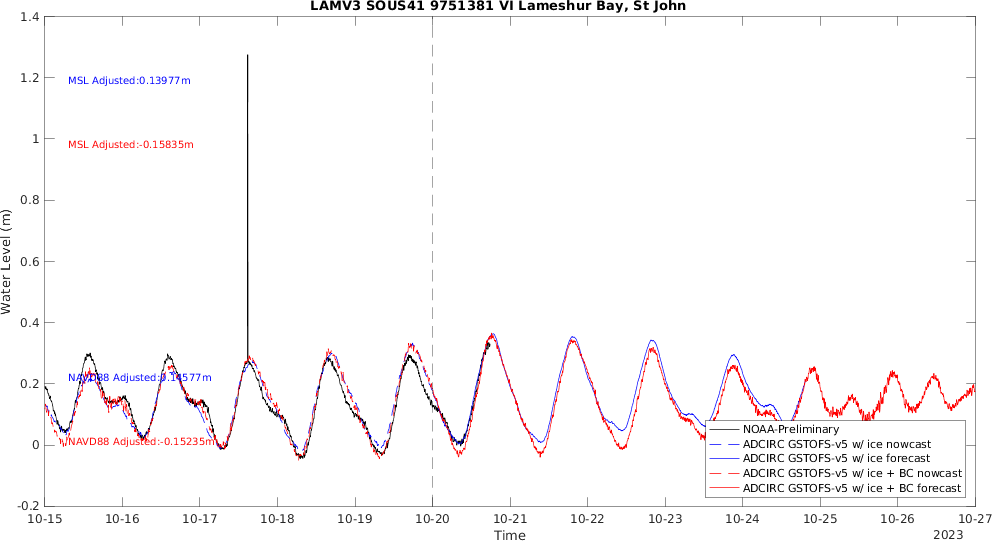 LAMV3 SOUS41 9751381 VI Lameshur Bay, St John
1.4
1.2
1
0.8
0.6
0.4
0.2
0
-0.2
Water Level (m)
MSL Adjusted:0.13977m
MSL Adjusted:-0.15835m
NAVD88 Adjusted:0.14577m
NAVD88 Adjusted:-0.15235m
NOAA-Preliminary
ADCIRC GSTOFS-v5 w/ ice nowcast
ADCIRC GSTOFS-v5 w/ ice forecast
ADCIRC GSTOFS-v5 w/ ice + BC nowcast
ADCIRC GSTOFS-v5 w/ ice + BC forecast
10-15 10-16 10-17 10-18 10-19 10-20 10-21 10-22 10-23 10-24 10-25 10-26 10-27
Time
2023